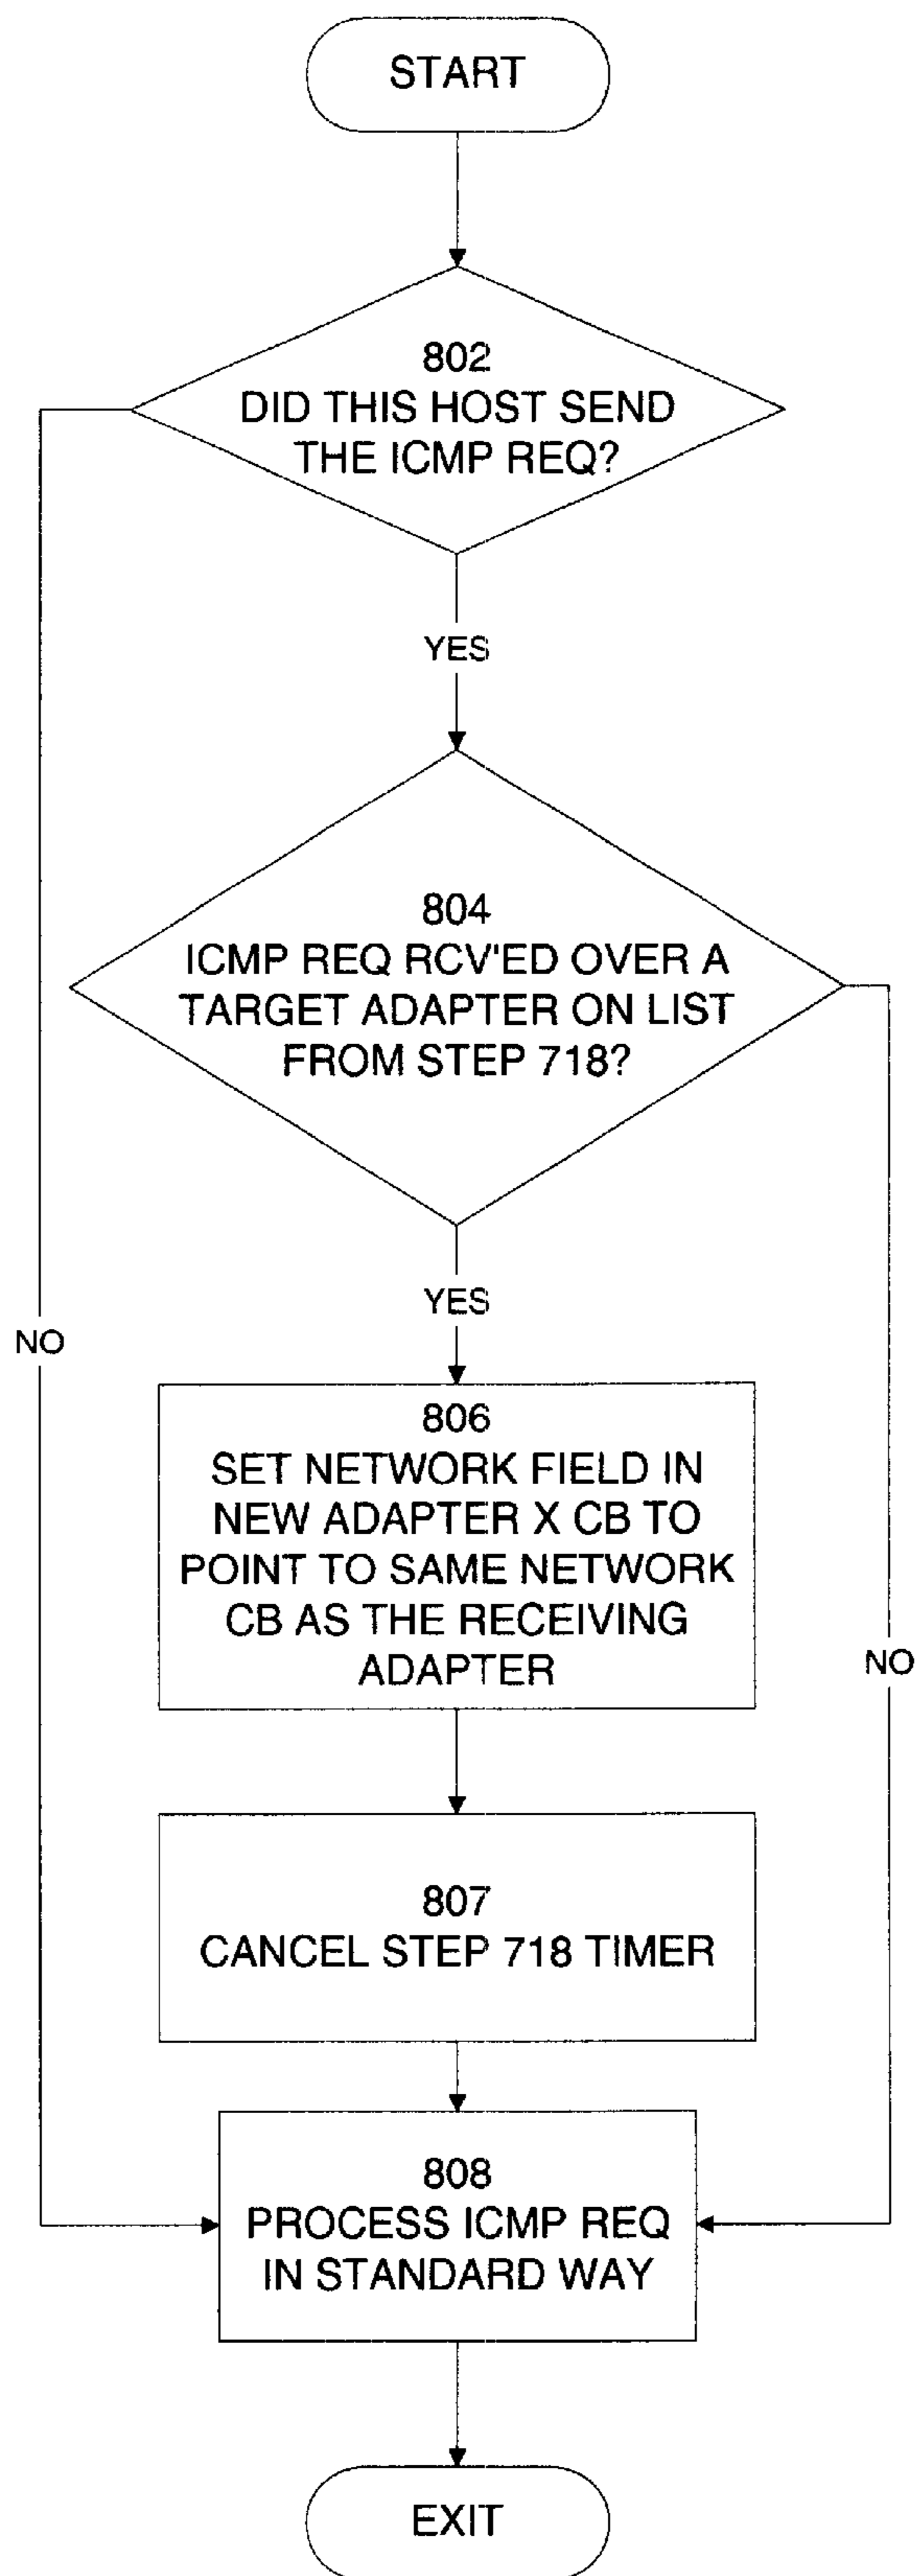 START
802
DID THIS HOST SEND
THE ICMP REQ?
YES
804
ICMP REQ RCV'ED OVER A
TARGET ADAPTER ON LIST
FROM STEP 718?
YES
NO
806
SET NETWORK FIELD IN
NEW ADAPTER X CB TO
POINT TO SAME NETWORK
CB AS THE RECEIVING
ADAPTER
NO
807
CANCEL STEP 718 TIMER
808
PROCESS ICMP REQ
IN STANDARD WAY
EXIT